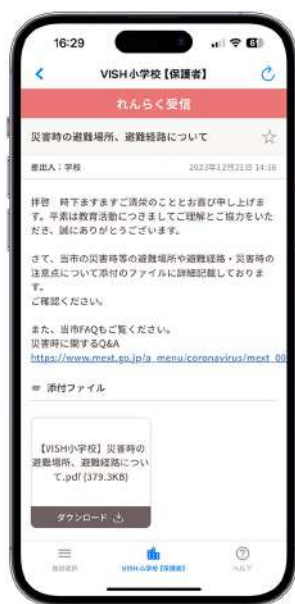 16:29
VISH小学校【保護者】
れんらく受信
災害時の避難場所、避難経路について
差出人:学校
2023年12月21日 14:16
拝啓 時下ますますご清栄のこととお喜び申し上げま
す。平素は教育活動につきましてご理解とご協力をいた
だき、誠にありがとうございます。
さて、当市の災害時等の避難場所や避難経路・災害時の
注意点について添付のファイルに詳細記載しておりま
す。
ご確認ください。
また、当市FAQもご覧ください。
災害時に関するQ&A
https://www.mext.go.jp/a_menu/coronavirus/mext_00
添付ファイル
【VISH小学校】災害時の
避難場所、避難経路につい
て.pdf (379.3KB)
ダウンロード
VISH小学校【保護者】
ヘルプ